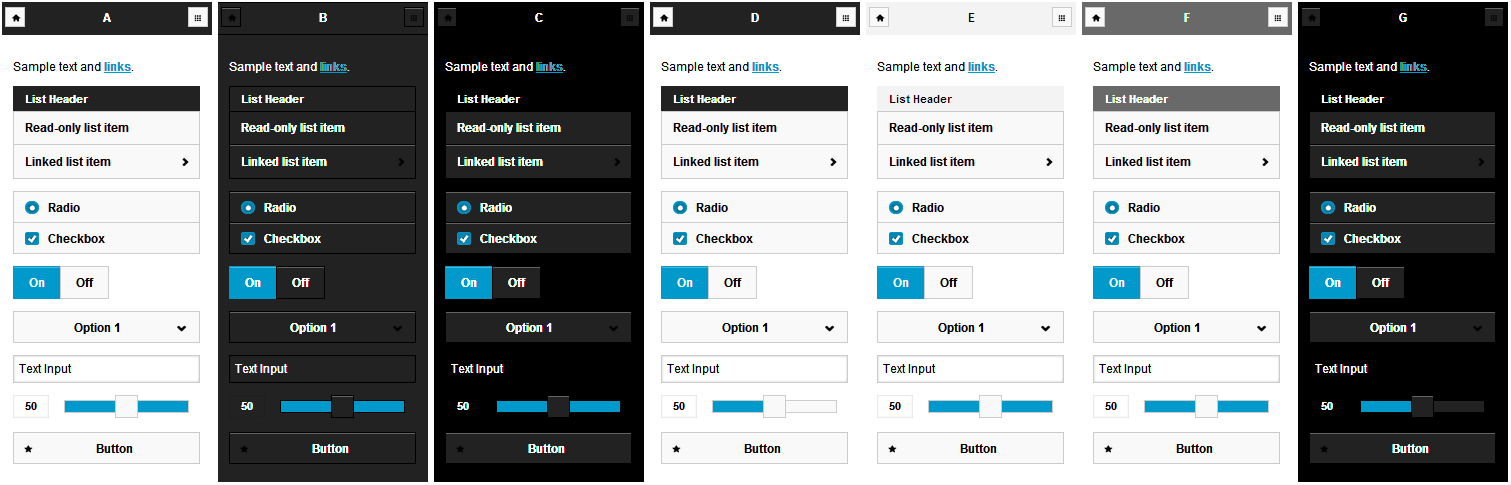 A
Sample text and links.
List Header
Read-only list item
Linked list item
Radio
Checkbox
On Off
Option 1
Text Input
50
Button
B
Sample text and links.
List Header
Read-only list item
Linked list item
Radio
Checkbox
On Off
Option 1
Text Input
50
Button
C
Sample text and links.
List Header
Read-only list item
Linked list item
Radio
Checkbox
On Off
Option 1
Text Input
50
Button
D
Sample text and links.
List Header
Read-only list item
Linked list item
Radio
Checkbox
On Off
Option 1
Text Input
50
Button
E
Sample text and links.
List Header
Read-only list item
Linked list item
Radio
Checkbox
On Off
Option 1
Text Input
50
Button
F
Sample text and links.
List Header
Read-only list item
Linked list item
Radio
Checkbox
On Off
Option 1
Text Input
50
Button
G
Sample text and links.
List Header
Read-only list item
Linked list item
Radio
Checkbox
On Off
Option 1
Text Input
50
Button